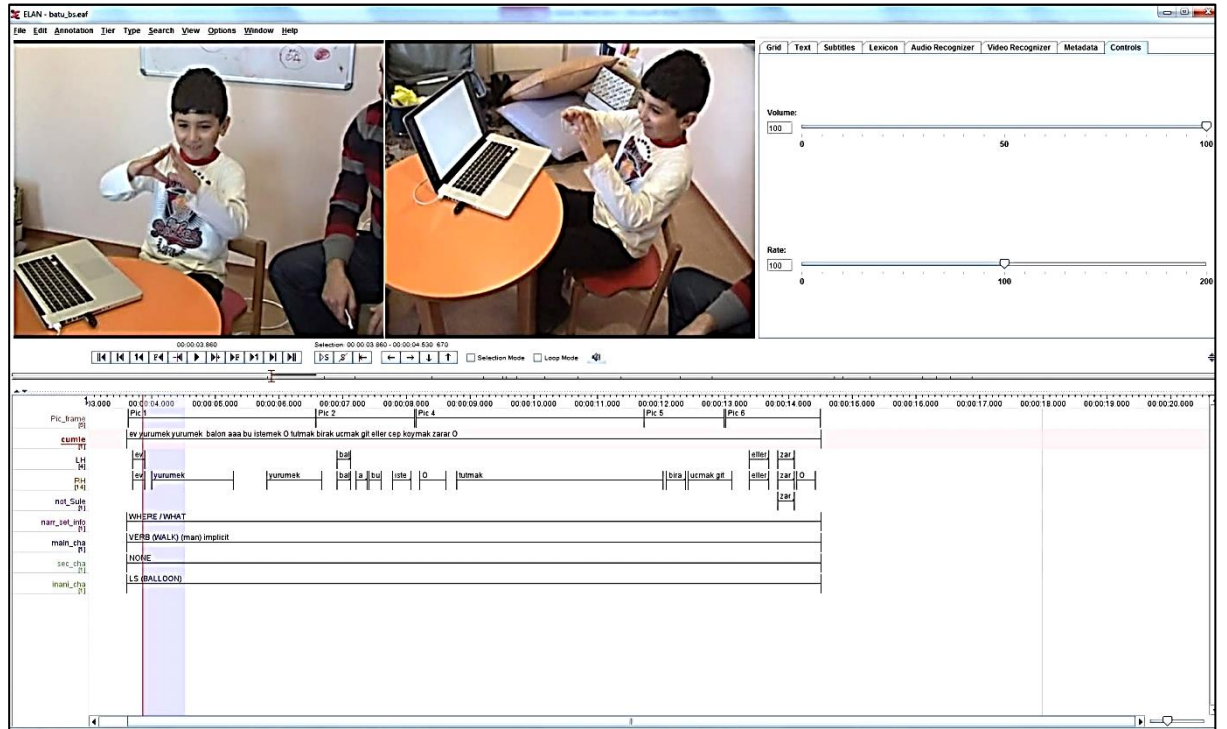 ELAN - batu_bs.eaf
File Edit Annotation Tier Type Search View Options Window Help
Grid Text Subtitles Lexicon Audio Recognizer Video Recognizer Metadata Controls
Volume:
100
0 50 100
Rate:
100
0 100 200
00:00:03.860 Selection: 00:00:03.860 - 00:00:04.530 670
Selection Mode Loop Mode
00:00:04.000 00:00:05.000 00:00:06.000 00:00:07.000 00:00:08.000 00:00:09.000 00:00:10.000 00:00:11.000 00:00:12.000 00:00:13.000 00:00:14.000 00:00:15.000 00:00:16.000 00:00:17.000 00:00:18.000 00:00:19.000 00:00:20.000
Pic_frame Pic 1 Pic 2 Pic 4 Pic 5 Pic 6
[5]
cumle ev yurumek yurumek balon aaa bu istemek O tutmak birak ucmak git eller cep koymak zarar O
[1]
LH ev bal eller zar
[4]
RH ev yurumek yurumek bal a bu iste O tutmak bira ucmak git eller zar O
[14]
not_Sule zar
[1]
narr_set_info WHERE / WHAT
[1]
main_cha VERB (WALK) (man) implicit
[1]
sec_cha NONE
[1]
inani_cha LS (BALLOON)
[1]